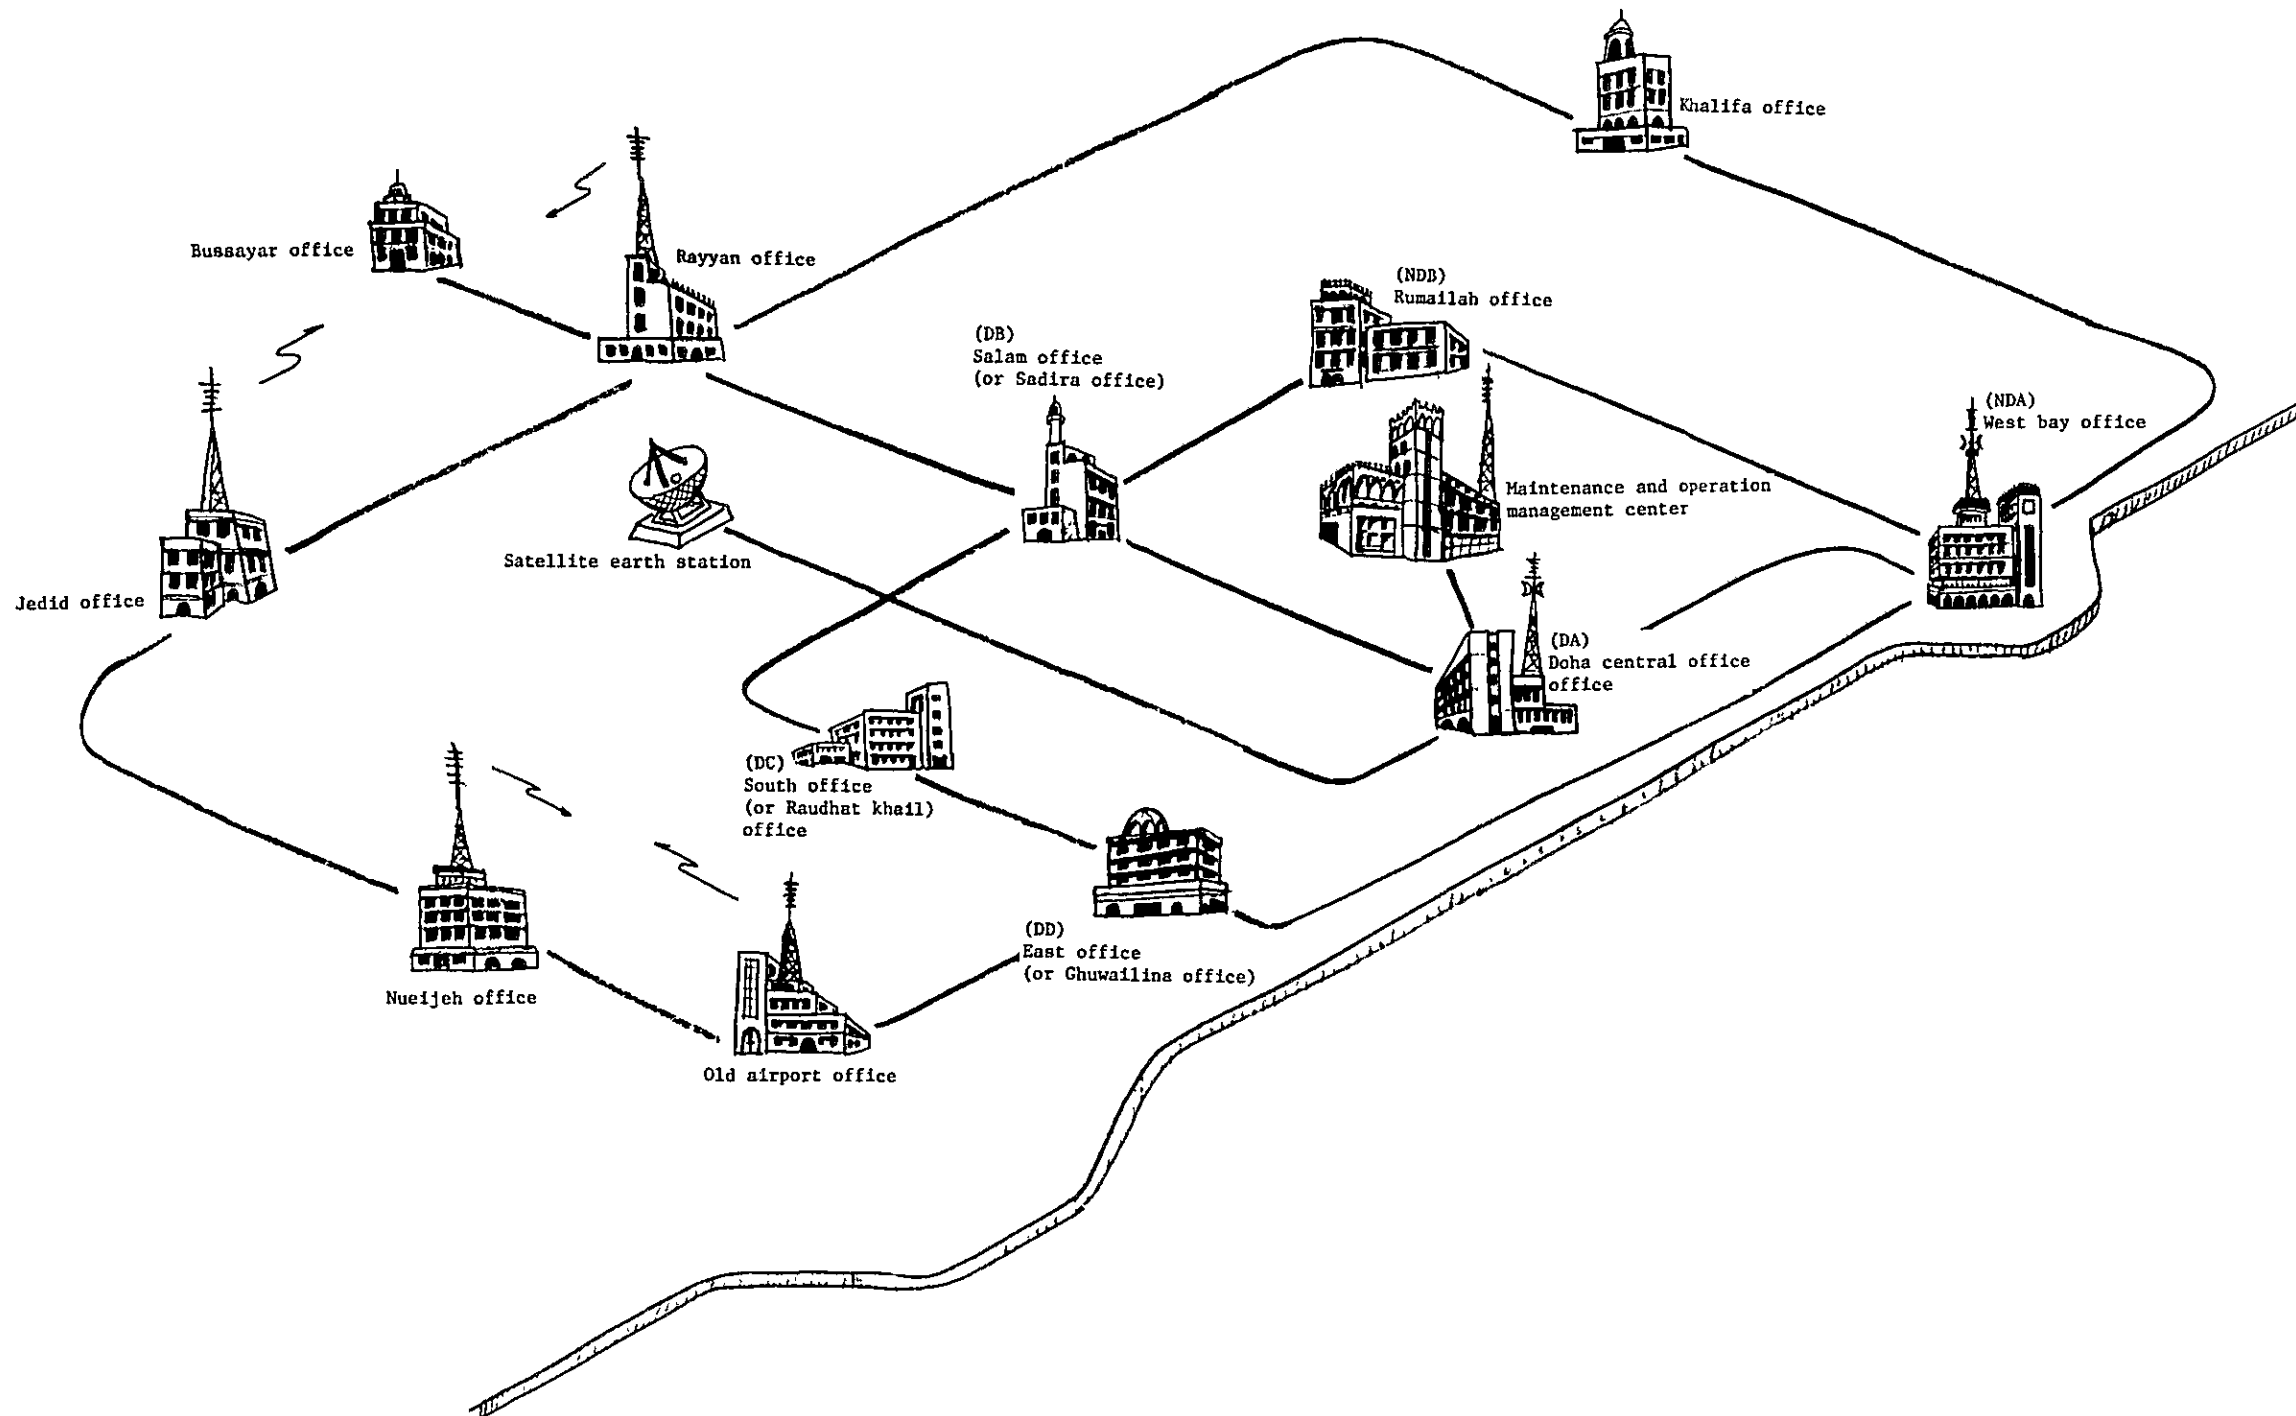 Khalifa office
Bussayar office
Rayyan office
(NDB)
Rumailah office
(DB)
Salam office
(or Sadira office)
(NDA)
West bay office
Maintenance and operation
management center
Satellite earth station
Jedid office
(DA)
Doha central office
office
(DC)
South office
(or Raudhat khail)
office
(DD)
East office
(or Ghuwailina office)
Nueijeh office
Old airport office